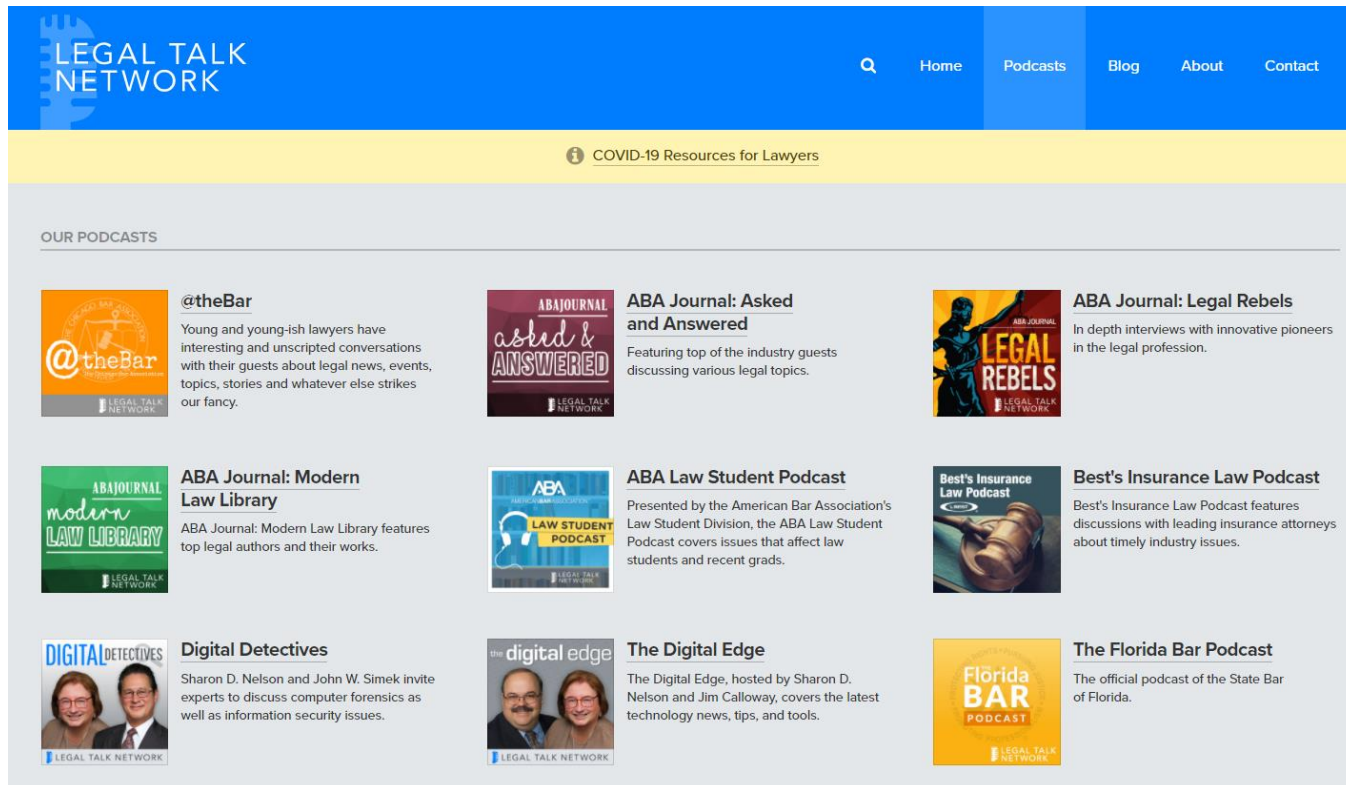 LEGAL TALK
NETWORK
Home
Podcasts
Blog
About
Contact
COVID-19 Resources for Lawyers
OUR PODCASTS
@theBar
LEGAL TALK
NETWORK
@theBar
Young and young-ish lawyers have
interesting and unscripted conversations
with their guests about legal news, events,
topics, stories and whatever else strikes
our fancy.
ABAJOURNAL
asked &
ANSWERED
LEGAL TALK
NETWORK
ABA Journal: Asked
and Answered
Featuring top of the industry guests
discussing various legal topics.
ABA JOURNAL
LEGAL
REBELS
LEGAL TALK
NETWORK
ABA Journal: Legal Rebels
In depth interviews with innovative pioneers
in the legal profession.
ABAJOURNAL
modern
LAW LIBRARY
LEGAL TALK
NETWORK
ABA Journal: Modern
Law Library
ABA Journal: Modern Law Library features
top legal authors and their works.
ABA
AMERICAN BAR ASSOCIATION
LAW STUDENT
PODCAST
LEGAL TALK
NETWORK
ABA Law Student Podcast
Presented by the American Bar Association's
Law Student Division, the ABA Law Student
Podcast covers issues that affect law
students and recent grads.
Best's Insurance
Law Podcast
Best's Insurance Law Podcast
Best's Insurance Law Podcast features
discussions with leading insurance attorneys
about timely industry issues.
DIGITAL DETECTIVES
LEGAL TALK NETWORK
Digital Detectives
Sharon D. Nelson and John W. Simek invite
experts to discuss computer forensics as
well as information security issues.
the digital edge
LEGAL TALK NETWORK
The Digital Edge
The Digital Edge, hosted by Sharon D.
Nelson and Jim Calloway, covers the latest
technology news, tips, and tools.
Florida
BAR
PODCAST
LEGAL TALK
NETWORK
The Florida Bar Podcast
The official podcast of the State Bar
of Florida.